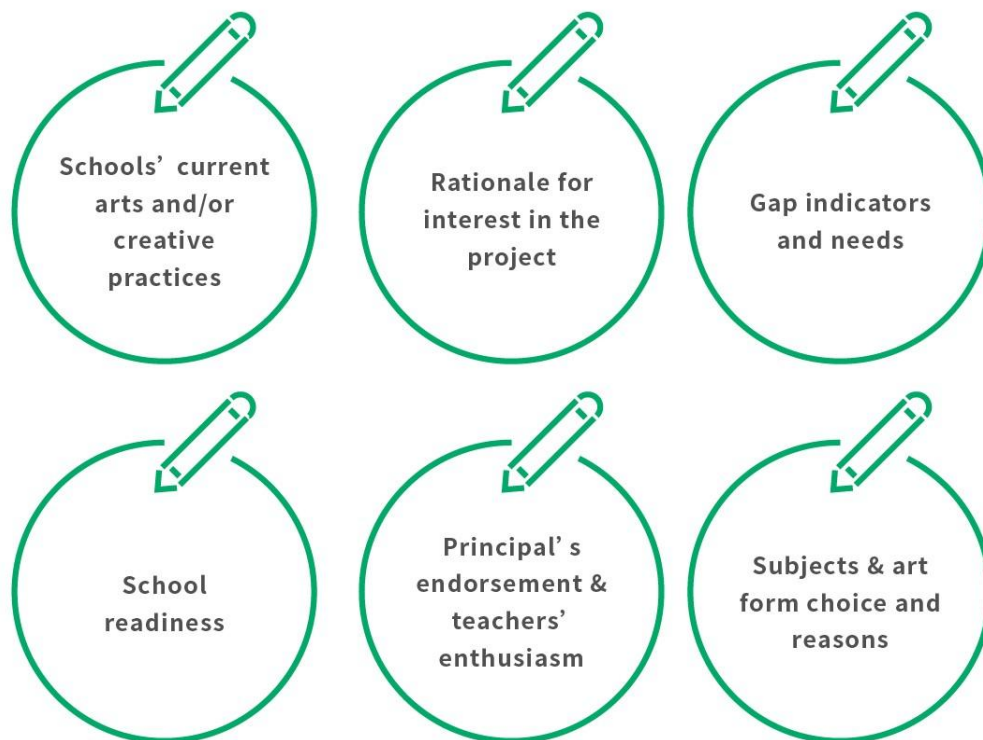 Schools’ current
arts and/or
creative
practices
Rationale for
interest in the
project
Gap indicators
and needs
School
readiness
Principal’s
endorsement &
teachers’
enthusiasm
Subjects & art
form choice and
reasons